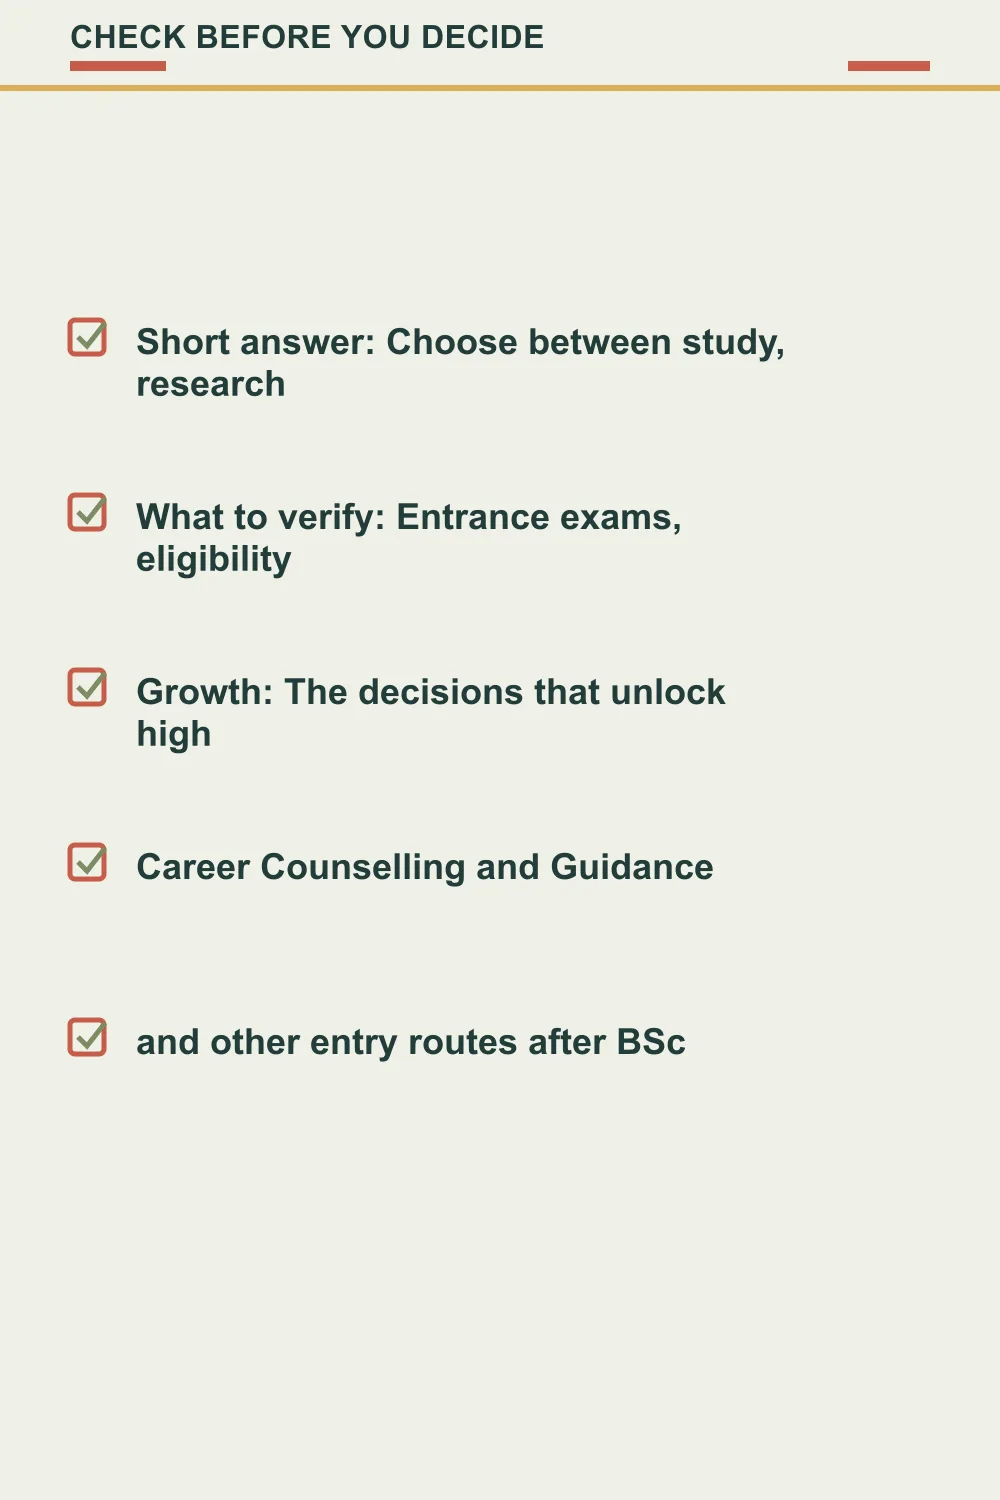 CHECK BEFORE YOU DECIDE
Short answer: Choose between study,
research
What to verify: Entrance exams,
eligibility
Growth: The decisions that unlock
high
Career Counselling and Guidance
and other entry routes after BSc